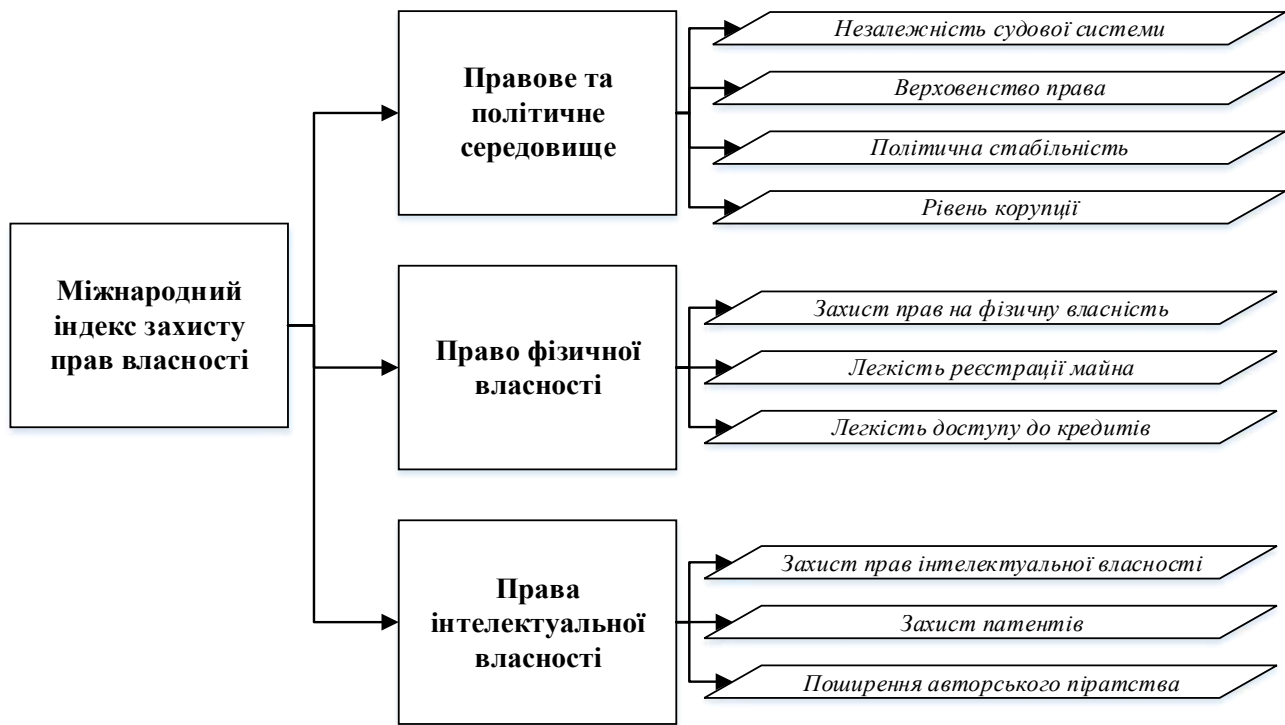 Міжнародний
індекс захисту
прав власності
Правове та
політичне
середовище
Незалежність судової системи
Верховенство права
Політична стабільність
Рівень корупції
Право фізичної
власності
Захист прав на фізичну власність
Легкість реєстрації майна
Легкість доступу до кредитів
Права
інтелектуальної
власності
Захист прав інтелектуальної власності
Захист патентів
Поширення авторського піратства